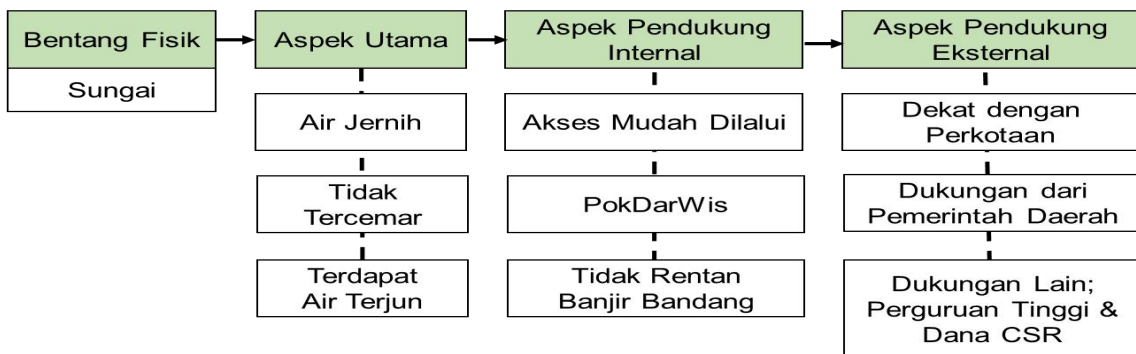 Bentang Fisik
Sungai
Aspek Utama
Air Jernih
Tidak
Tercemar
Terdapat
Air Terjun
Aspek Pendukung
Internal
Akses Mudah Dilalui
PokDarWis
Tidak Rentan
Banjir Bandang
Aspek Pendukung
Eksternal
Dekat dengan
Perkotaan
Dukungan dari
Pemerintah Daerah
Dukungan Lain;
Perguruan Tinggi &
Dana CSR